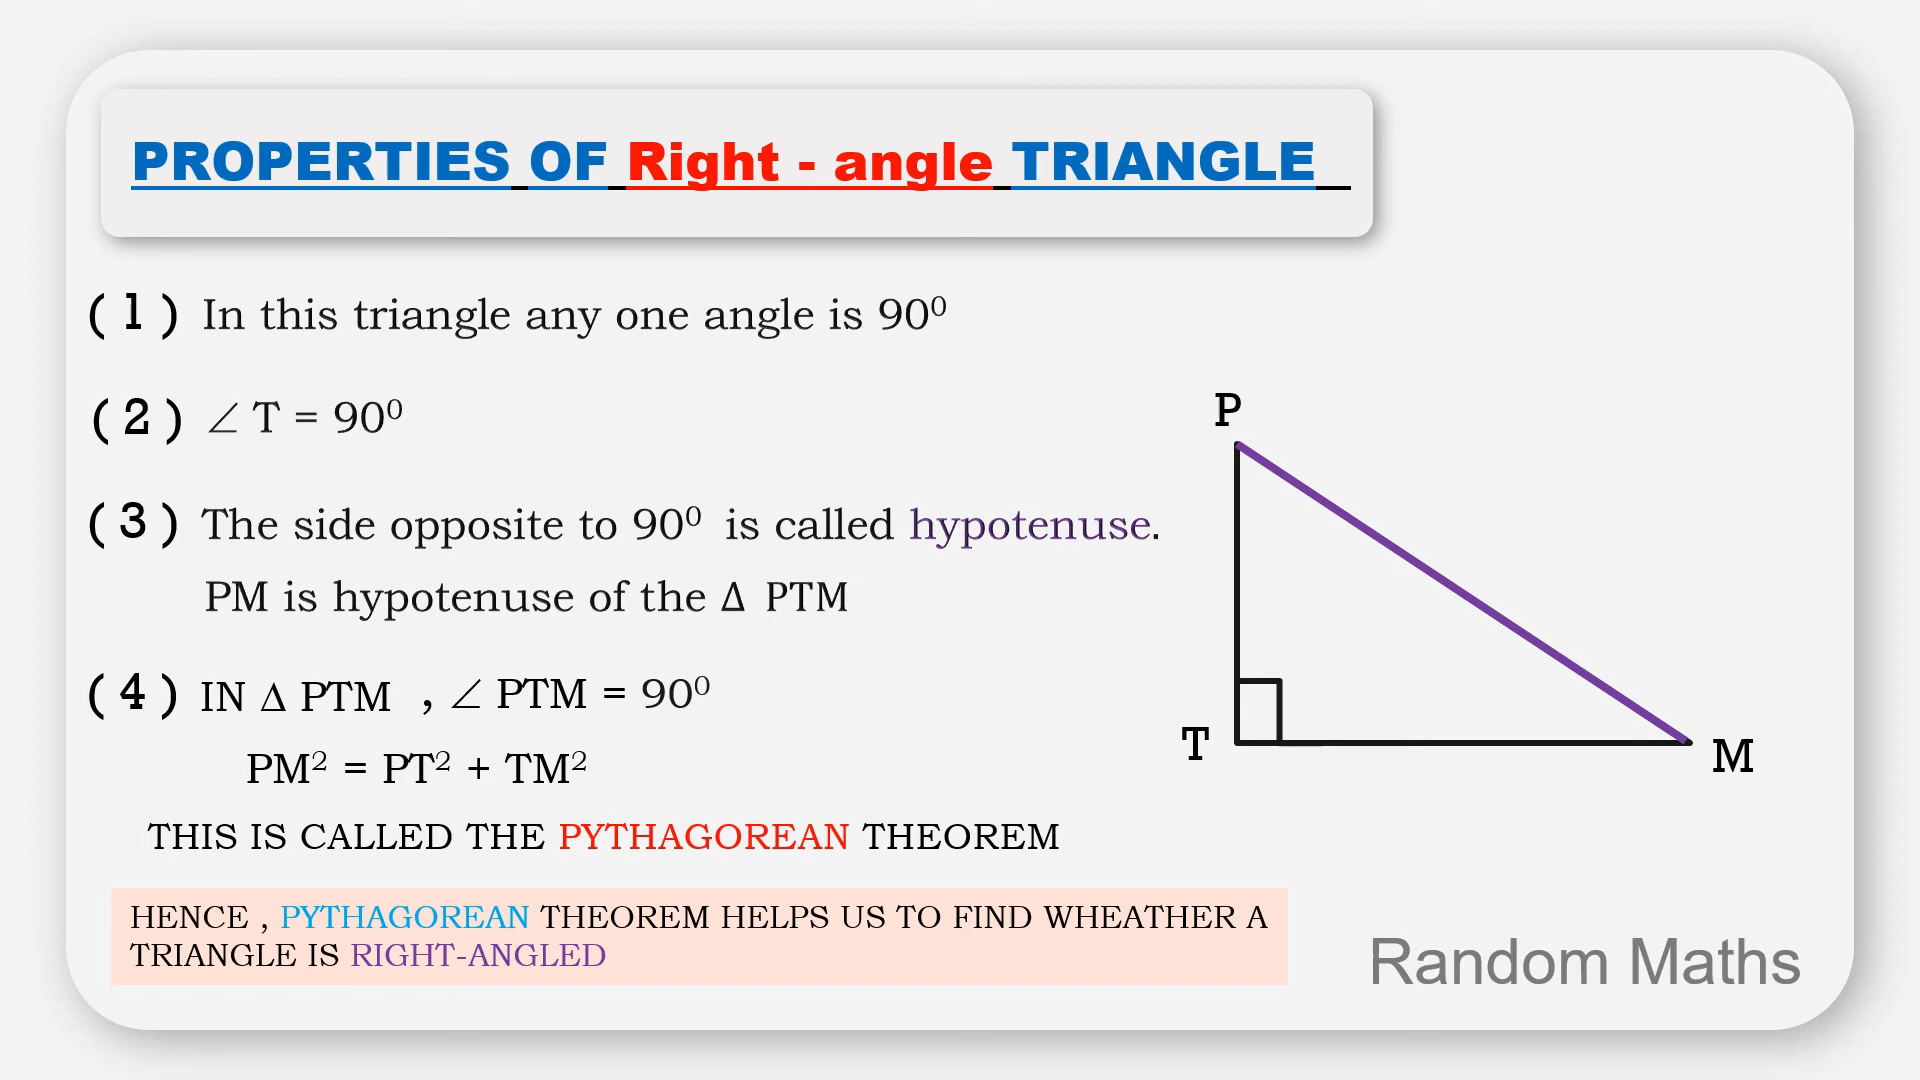 PROPERTIES OF Right - angle TRIANGLE
(1) In this triangle any one angle is 90⁰
(2) ∠ T = 90⁰
(3) The side opposite to 90⁰ is called hypotenuse.
PM is hypotenuse of the Δ PTM
(4) IN Δ PTM , ∠ PTM = 90⁰
PM² = PT² + TM²
THIS IS CALLED THE PYTHAGOREAN THEOREM
HENCE , PYTHAGOREAN THEOREM HELPS US TO FIND WHEATHER A
TRIANGLE IS RIGHT-ANGLED
P
T
M
Random Maths